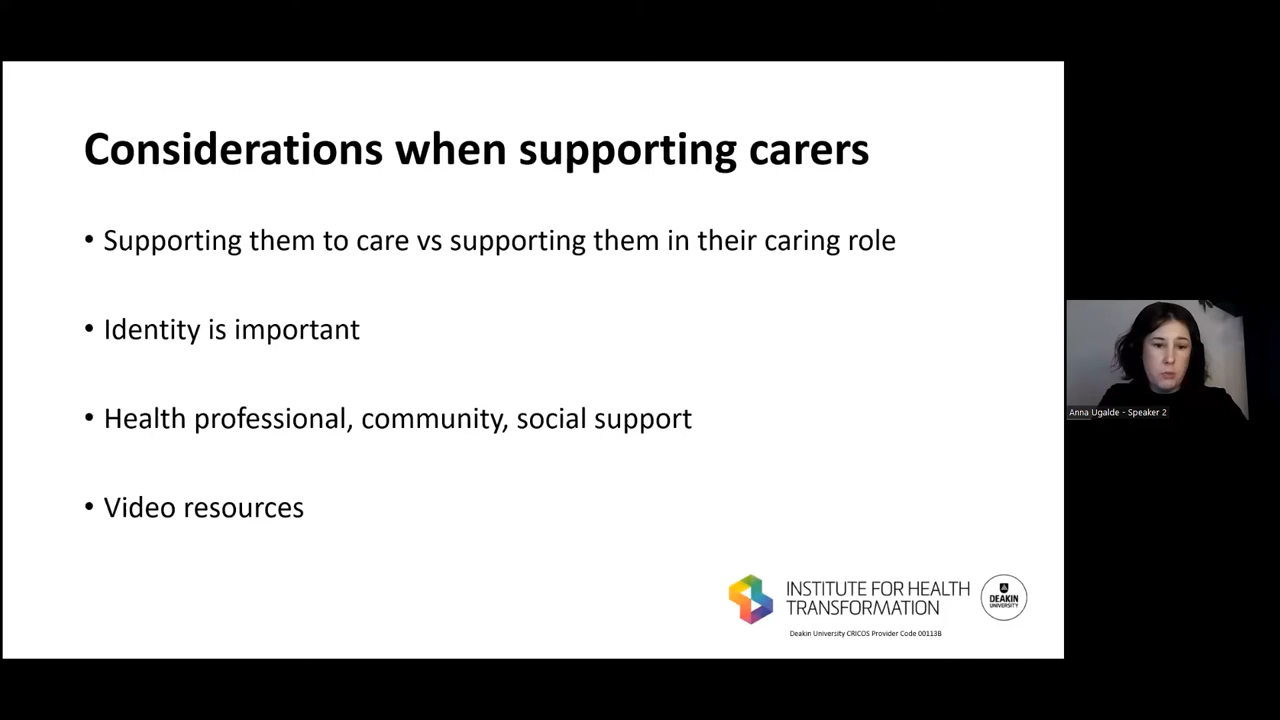 Considerations when supporting carers
• Supporting them to care vs supporting them in their caring role
• Identity is important
• Health professional, community, social support
• Video resources
INSTITUTE FOR HEALTH
TRANSFORMATION
DEAKIN
UNIVERSITY
Deakin University CRICOS Provider Code 00113B
Anna Ugalde - Speaker 2